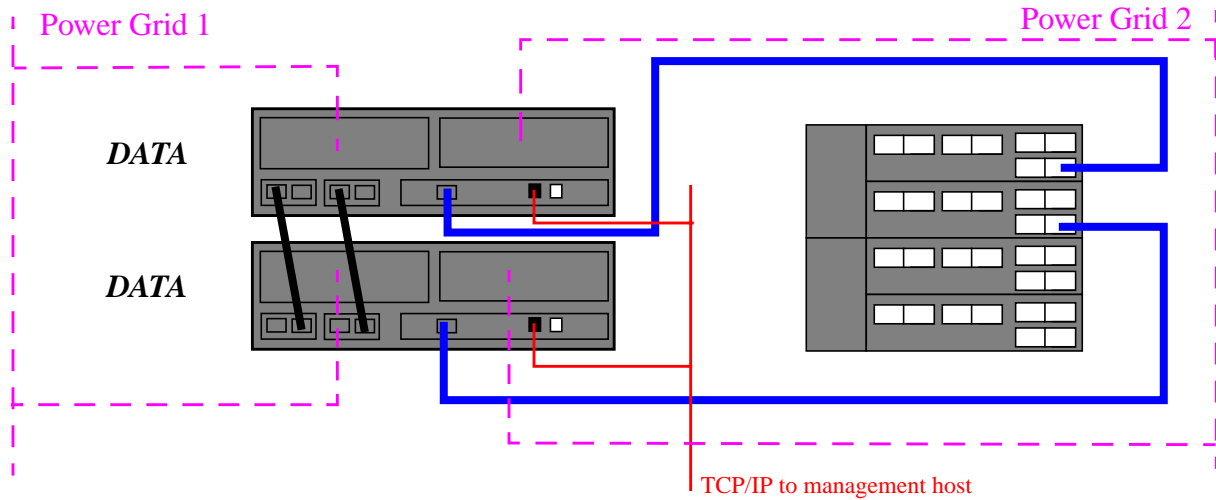 Power Grid 1
Power Grid 2
DATA
DATA
TCP/IP to management host